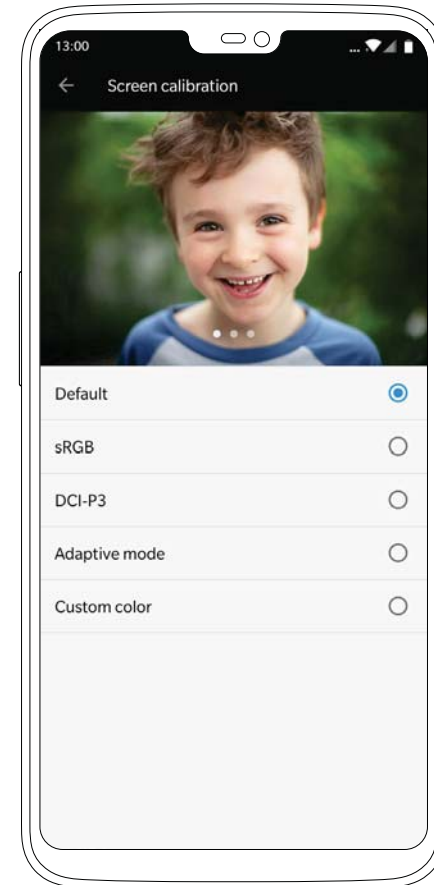 13:00
...
Screen calibration
Default
sRGB
DCI-P3
Adaptive mode
Custom color